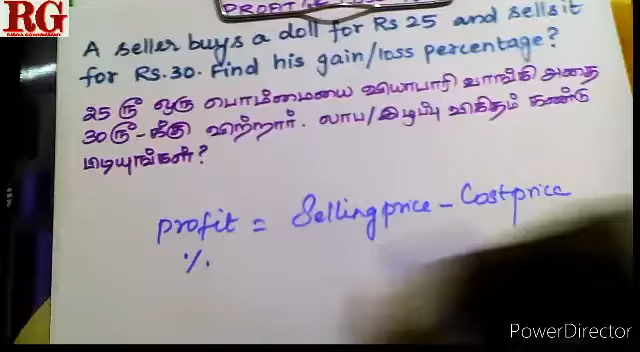 RG
PROFIT
A seller buys a doll for Rs 25 and sells it
for Rs.30. Find his gain/loss percentage?
25 ரூ ஒரு பொம்மையை வியாபாரி வாங்கி அதை
30 ரூ-க்கு விற்றார். லாப/இழப்பு விகிதம் கண்டு
பிடியுங்கள்?
profit = Selling price - Cost price
%
PowerDirector